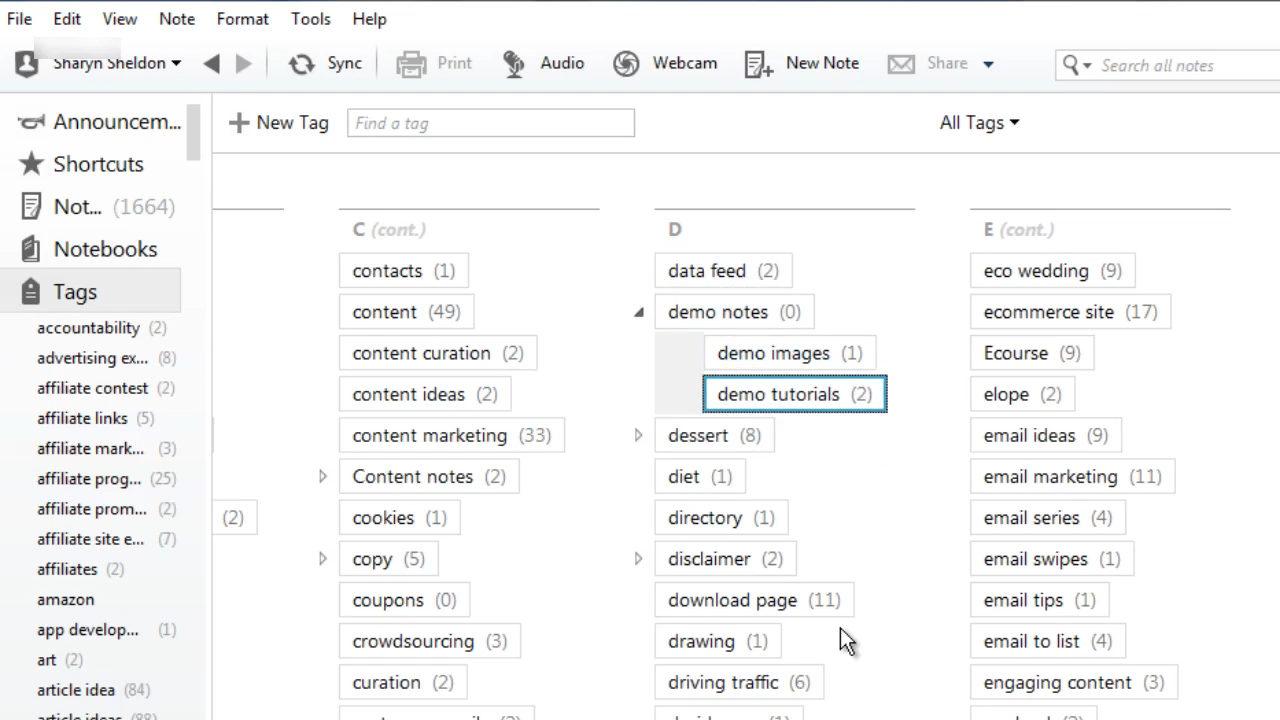 File Edit View Note Format Tools Help
Sharyn Sheldon Sync Print Audio Webcam New Note Share Search all notes
Announcem...
Shortcuts
Not... (1664)
Notebooks
Tags
accountability (2)
advertising ex... (8)
affiliate contest (2)
affiliate links (5)
affiliate mark... (3)
affiliate prog... (25)
affiliate prom... (2)
affiliate site e... (7)
affiliates (2)
amazon
app develop... (1)
art (2)
article idea (84)
New Tag Find a tag All Tags
(2)
C (cont.)
contacts (1)
content (49)
content curation (2)
content ideas (2)
content marketing (33)
Content notes (2)
cookies (1)
copy (5)
coupons (0)
crowdsourcing (3)
curation (2)
D
data feed (2)
demo notes (0)
demo images (1)
demo tutorials (2)
dessert (8)
diet (1)
directory (1)
disclaimer (2)
download page (11)
drawing (1)
driving traffic (6)
E (cont.)
eco wedding (9)
ecommerce site (17)
Ecourse (9)
elope (2)
email ideas (9)
email marketing (11)
email series (4)
email swipes (1)
email tips (1)
email to list (4)
engaging content (3)